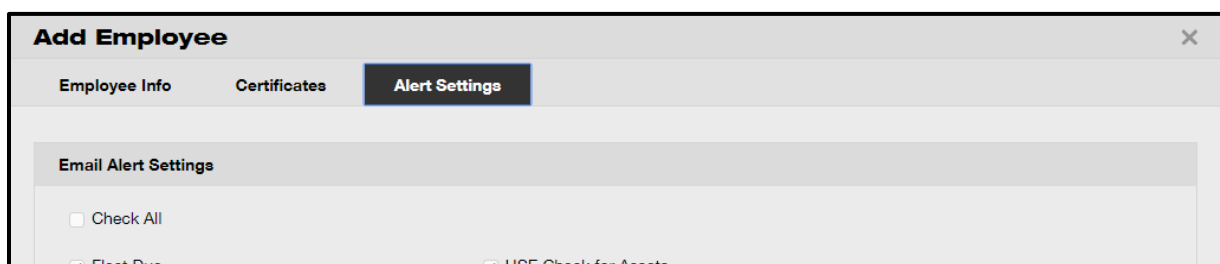 Add Employee
Employee Info Certificates Alert Settings
Email Alert Settings
Check All